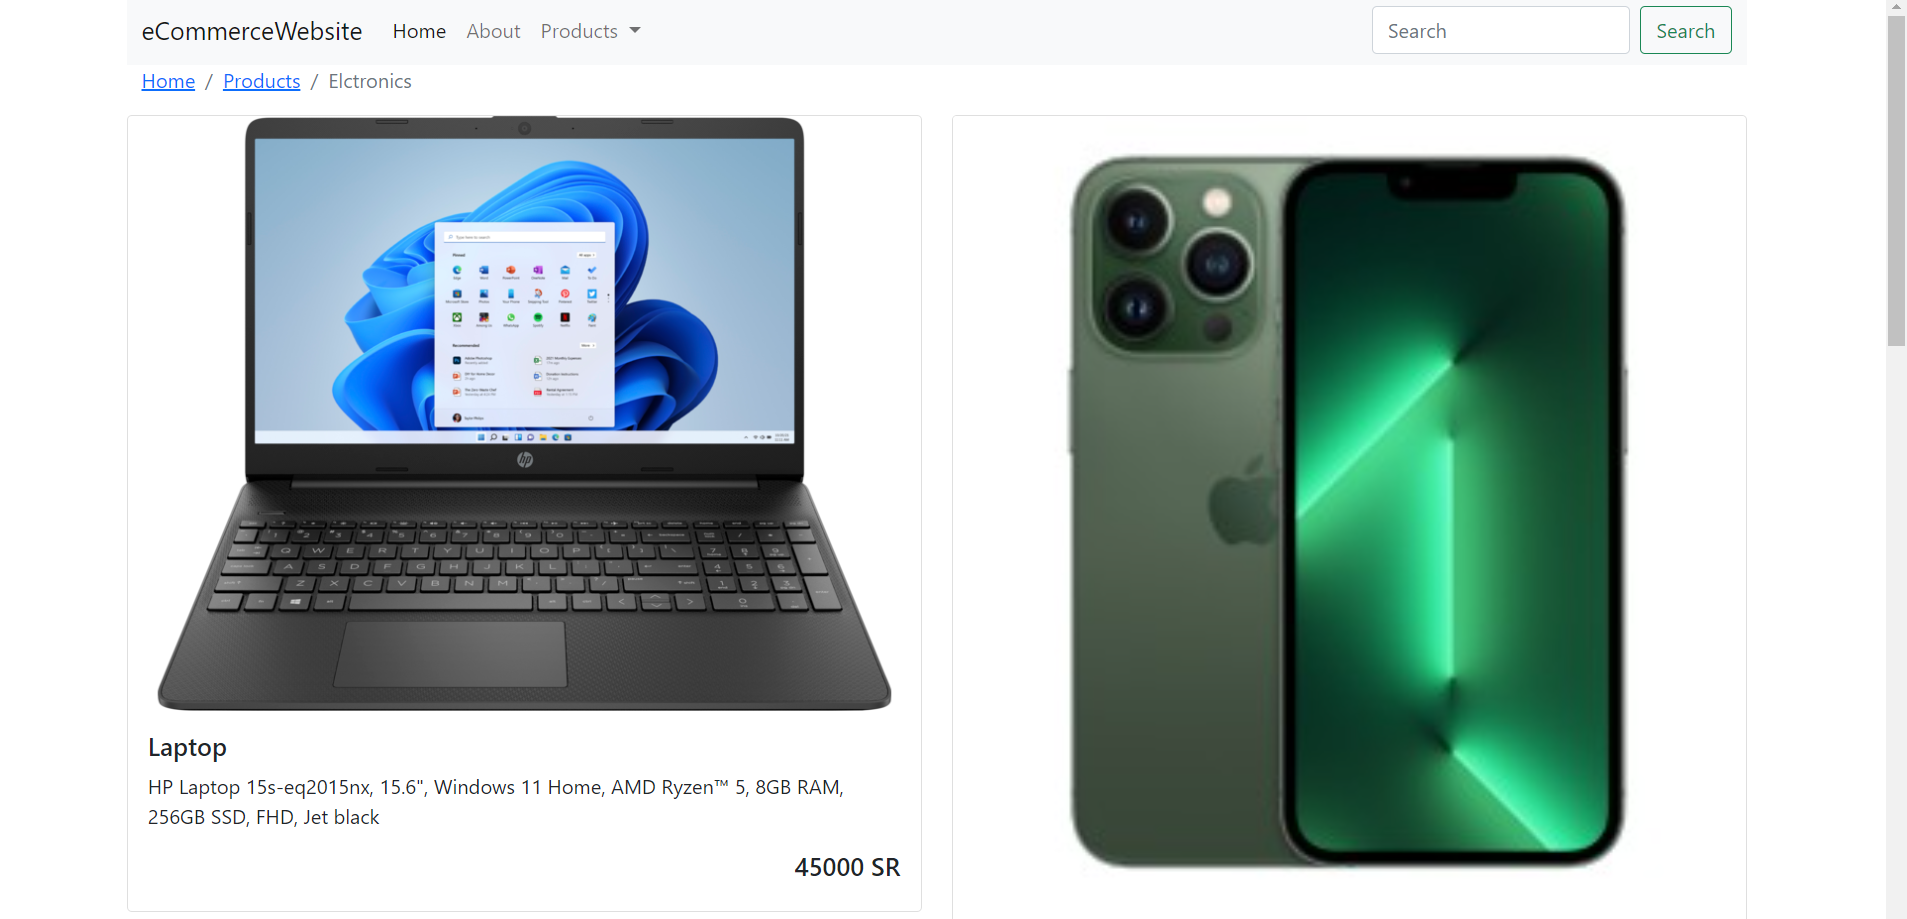 eCommerceWebsite Home About Products Search Search
Home / Products / Elctronics
hp
Laptop
HP Laptop 15s-eq2015nx, 15.6", Windows 11 Home, AMD Ryzen™ 5, 8GB RAM,
256GB SSD, FHD, Jet black
45000 SR